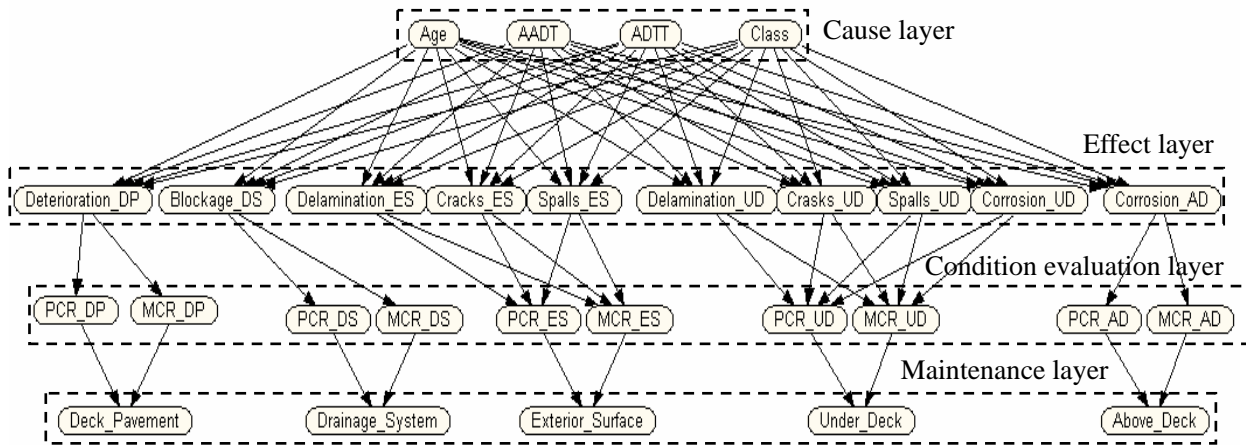 Age AADT ADTT Class Cause layer
Effect layer
Deterioration_DP Blockage_DS Delamination_ES Cracks_ES Spalls_ES Delamination_UD Crasks_UD Spalls_UD Corrosion_UD Corrosion_AD
Condition evaluation layer
PCR_DP MCR_DP PCR_DS MCR_DS PCR_ES MCR_ES PCR_UD MCR_UD PCR_AD MCR_AD
Maintenance layer
Deck_Pavement Drainage_System Exterior_Surface Under_Deck Above_Deck